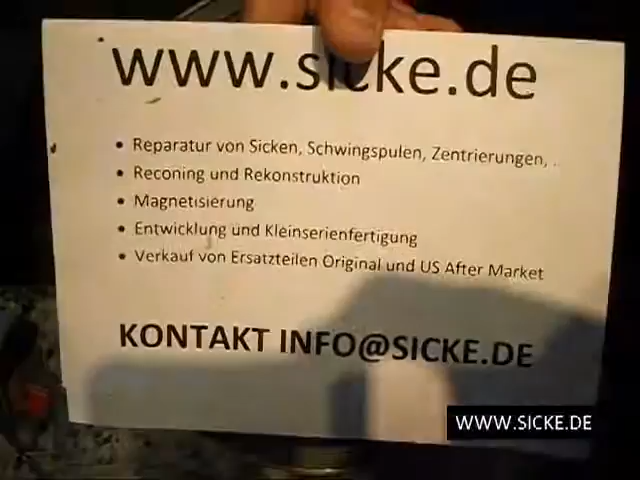 www.sicke.de
• Reparatur von Sicken, Schwingspulen, Zentrierungen, .
• Reconing und Rekonstruktion
• Magnetisierung
• Entwicklung und Kleinserienfertigung
• Verkauf von Ersatzteilen Original und US After Market
KONTAKT INFO@SICKE.DE
WWW.SICKE.DE